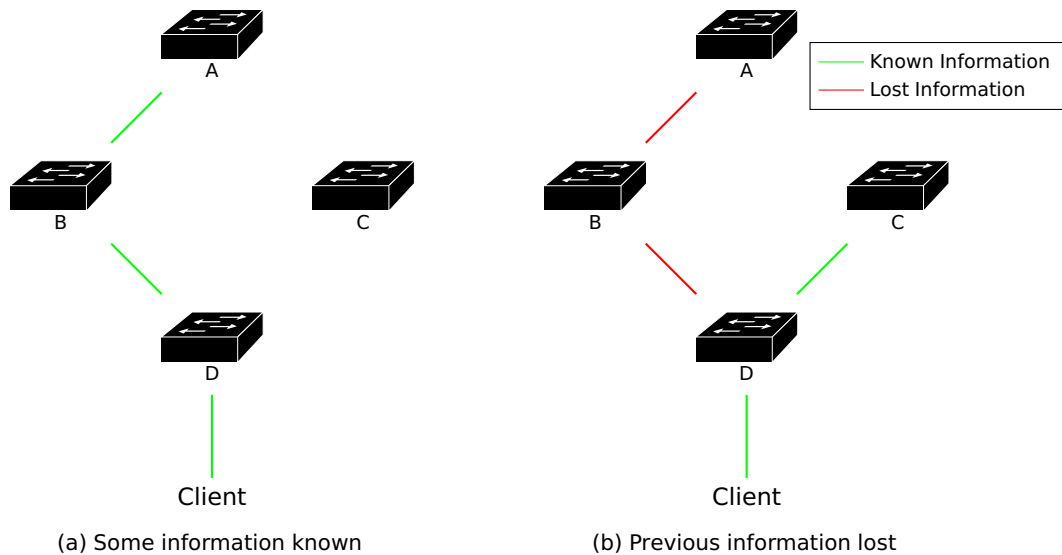 A
B
C
D
Client
(a) Some information known
A
Known Information
Lost Information
B
C
D
Client
(b) Previous information lost